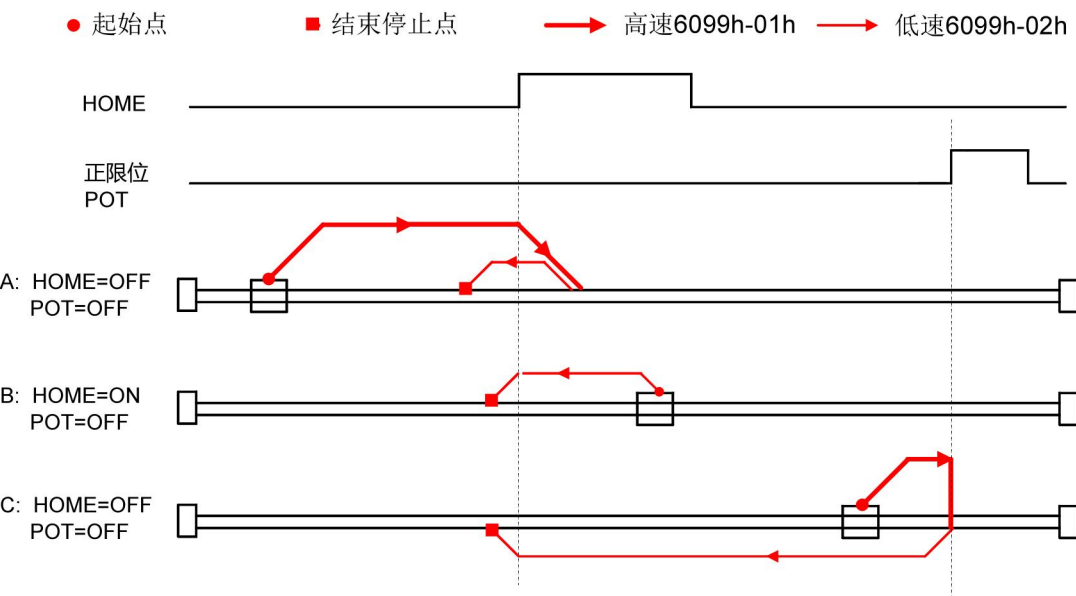 起始点
结束停止点
高速6099h-01h
低速6099h-02h
HOME
正限位
POT
A: HOME=OFF
POT=OFF
B: HOME=ON
POT=OFF
C: HOME=OFF
POT=OFF